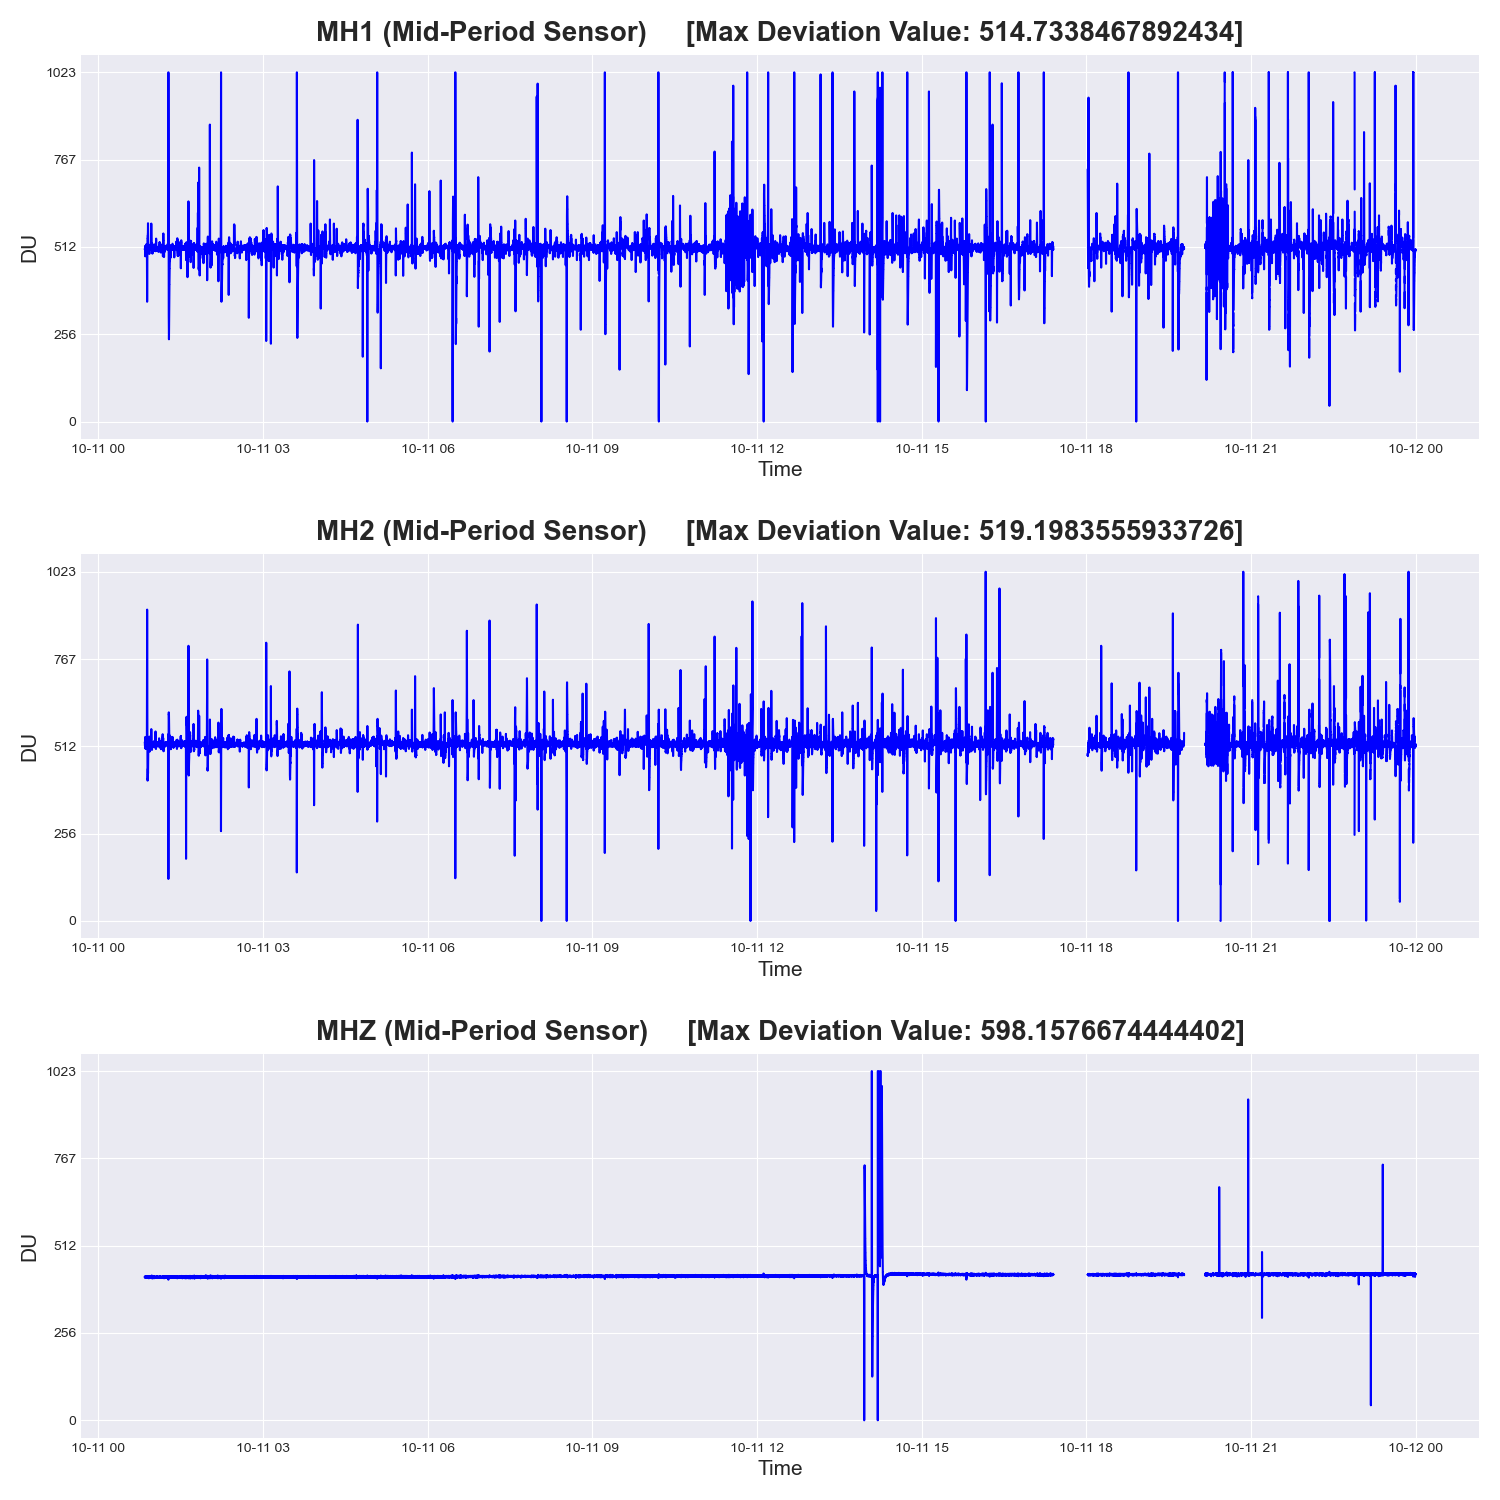 MH1 (Mid-Period Sensor) [Max Deviation Value: 514.7338467892434]
1023
767
512
256
0
DU
10-11 00 10-11 03 10-11 06 10-11 09 10-11 12 10-11 15 10-11 18 10-11 21 10-12 00
Time
MH2 (Mid-Period Sensor) [Max Deviation Value: 519.1983555933726]
1023
767
512
256
0
DU
10-11 00 10-11 03 10-11 06 10-11 09 10-11 12 10-11 15 10-11 18 10-11 21 10-12 00
Time
MHZ (Mid-Period Sensor) [Max Deviation Value: 598.1576674444402]
1023
767
512
256
0
DU
10-11 00 10-11 03 10-11 06 10-11 09 10-11 12 10-11 15 10-11 18 10-11 21 10-12 00
Time